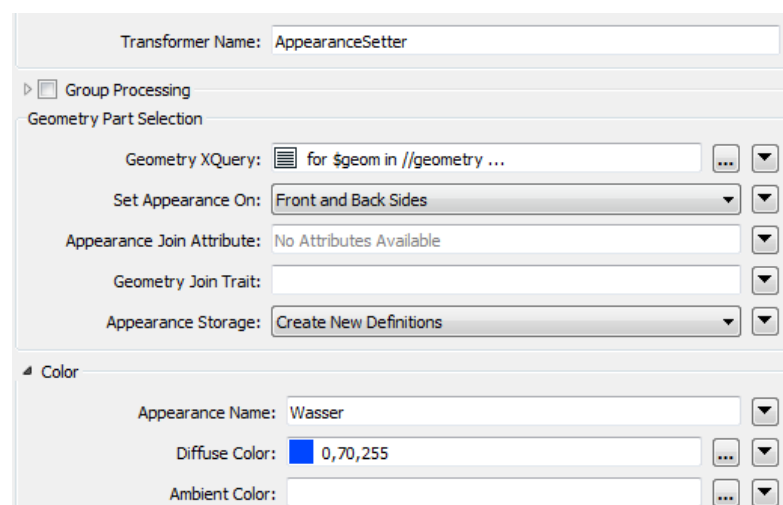 Transformer Name: AppearanceSetter
Group Processing
Geometry Part Selection
Geometry XQuery: for $geom in //geometry ... ...
Set Appearance On: Front and Back Sides
Appearance Join Attribute: No Attributes Available
Geometry Join Trait:
Appearance Storage: Create New Definitions
Color
Appearance Name: Wasser
Diffuse Color: 0,70,255 ...
Ambient Color: ...